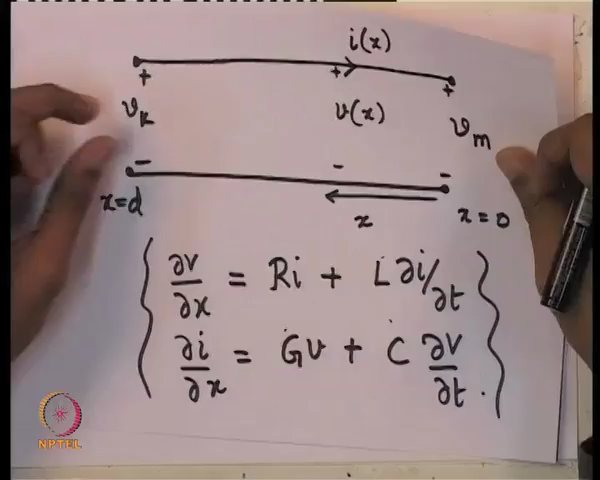 i(x)
+ + +
v_k v(x) v_m
- - -
x=d x x=0
∂v/∂x = Ri + L ∂i/∂t
∂i/∂x = Gv + C ∂v/∂t.
NPTEL